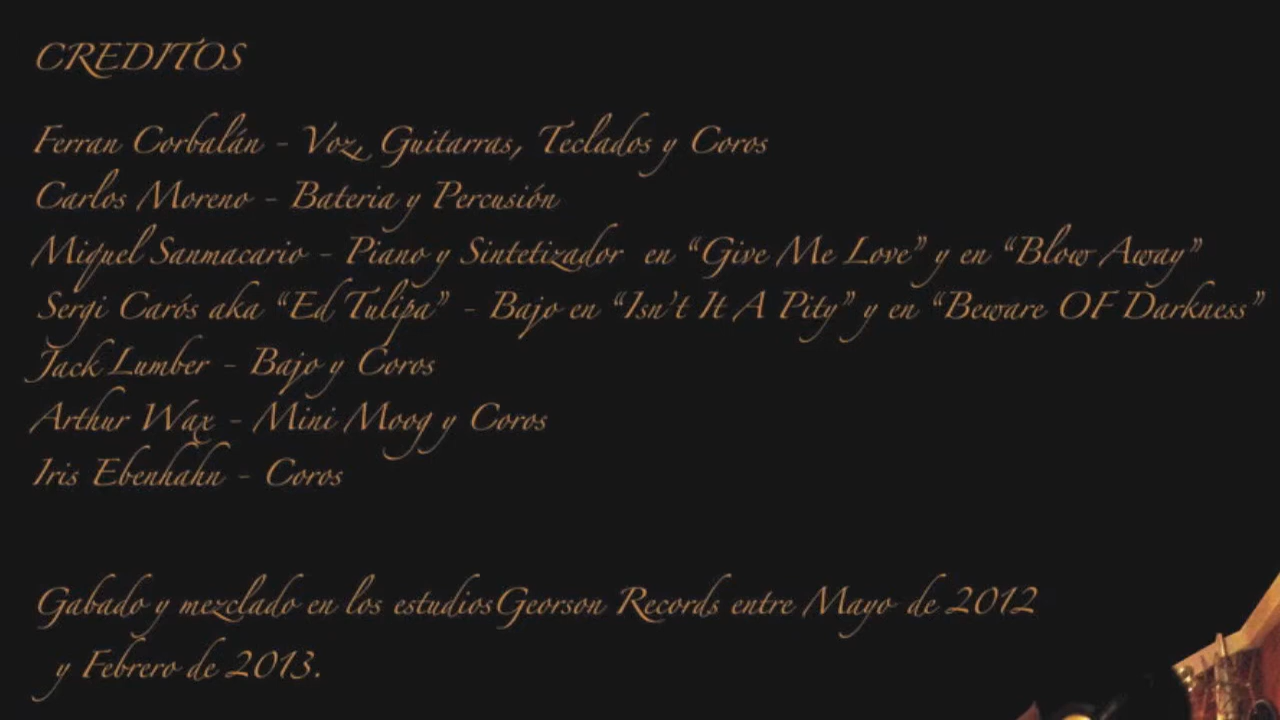 CREDITOS
Ferran Corbalán - Voz, Guitarras, Teclados y Coros
Carlos Moreno - Bateria y Percusión
Miquel Sanmacario - Piano y Sintetizador en “Give Me Love” y en “Blow Away”
Sergi Carós aka “Ed Tulipa” - Bajo en “Isn't It A Pity” y en “Beware OF Darkness”
Jack Lumber - Bajo y Coros
Arthur Wax - Mini Moog y Coros
Iris Ebenhahn - Coros
Gabado y mezclado en los estudiosGeorson Records entre Mayo de 2012
y Febrero de 2013.